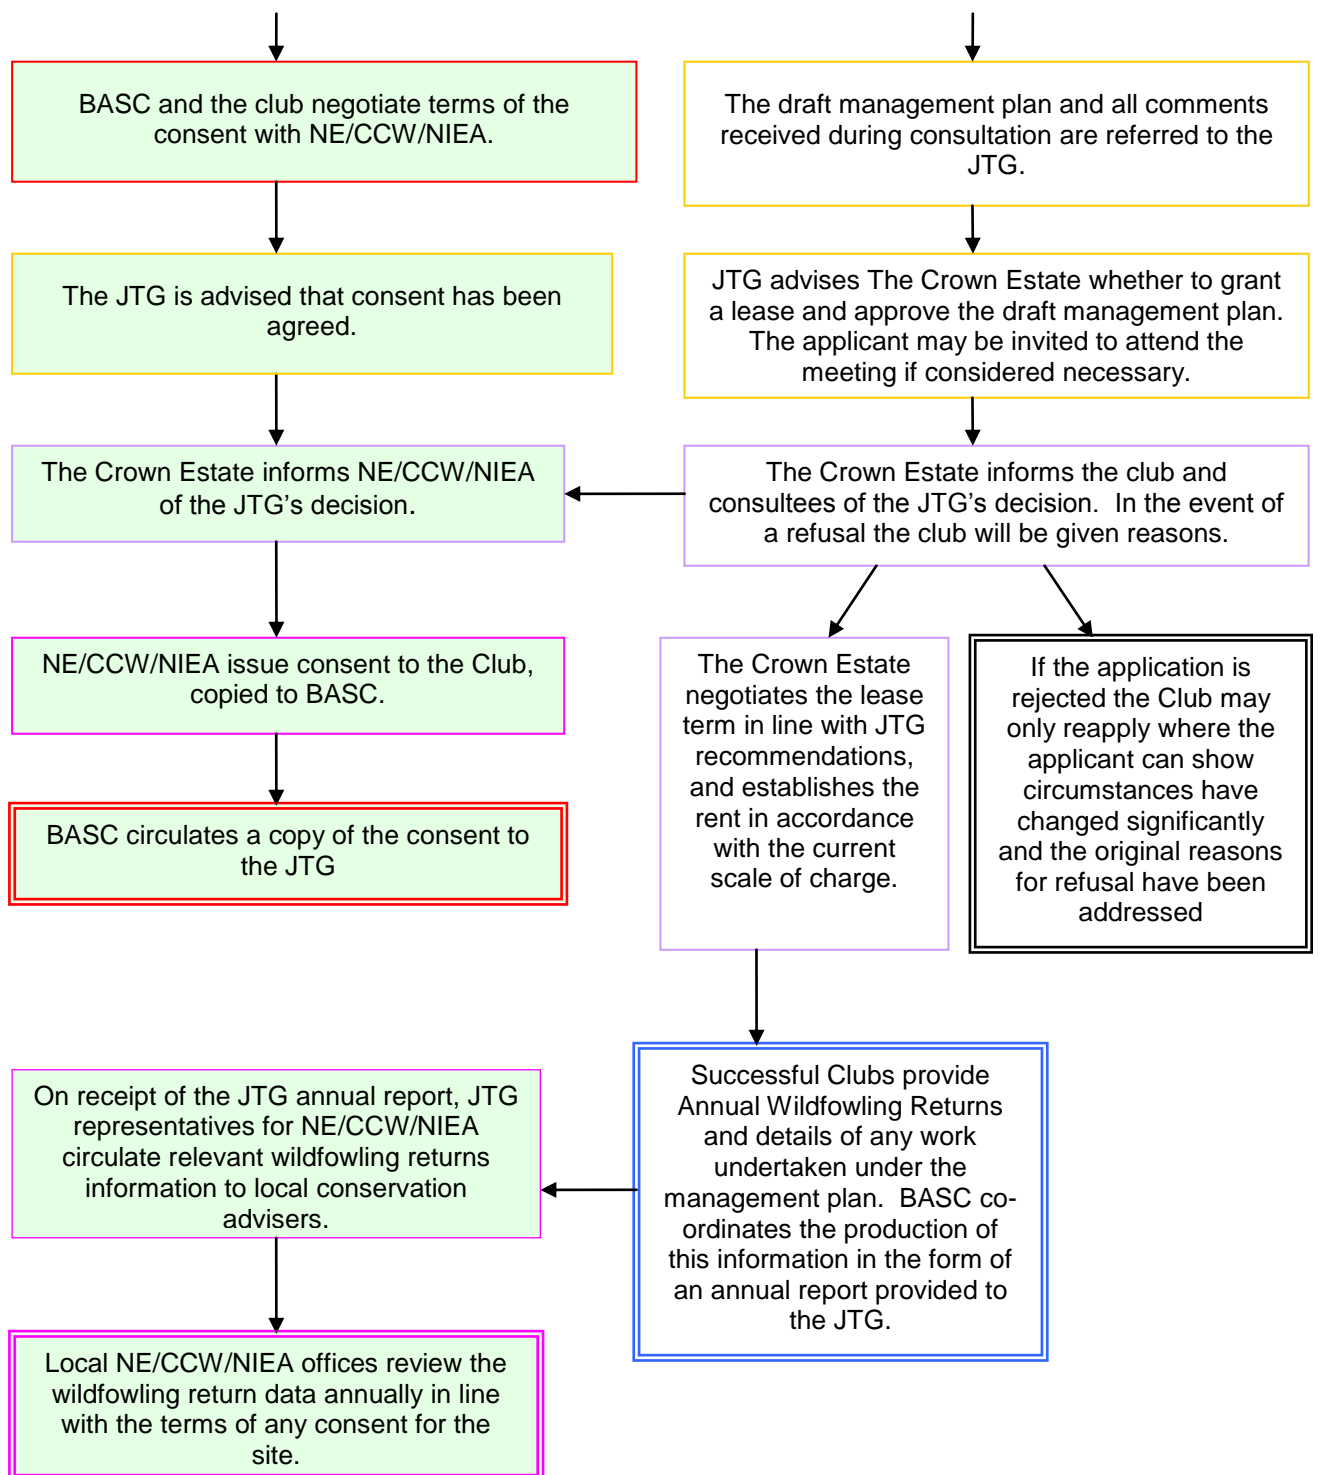 BASC and the club negotiate terms of the
consent with NE/CCW/NIEA.
The draft management plan and all comments
received during consultation are referred to the
JTG.
The JTG is advised that consent has been
agreed.
JTG advises The Crown Estate whether to grant
a lease and approve the draft management plan.
The applicant may be invited to attend the
meeting if considered necessary.
The Crown Estate informs NE/CCW/NIEA
of the JTG’s decision.
The Crown Estate informs the club and
consultees of the JTG’s decision.  In the event of
a refusal the club will be given reasons.
NE/CCW/NIEA issue consent to the Club,
copied to BASC.
The Crown Estate
negotiates the lease
term in line with JTG
recommendations,
and establishes the
rent in accordance
with the current
scale of charge.
If the application is
rejected the Club may
only reapply where the
applicant can show
circumstances have
changed significantly
and the original reasons
for refusal have been
addressed
BASC circulates a copy of the consent to
the JTG
Successful Clubs provide
Annual Wildfowling Returns
and details of any work
undertaken under the
management plan.  BASC co-
ordinates the production of
this information in the form of
an annual report provided to
the JTG.
On receipt of the JTG annual report, JTG
representatives for NE/CCW/NIEA
circulate relevant wildfowling returns
information to local conservation
advisers.
Local NE/CCW/NIEA offices review the
wildfowling return data annually in line
with the terms of any consent for the
site.